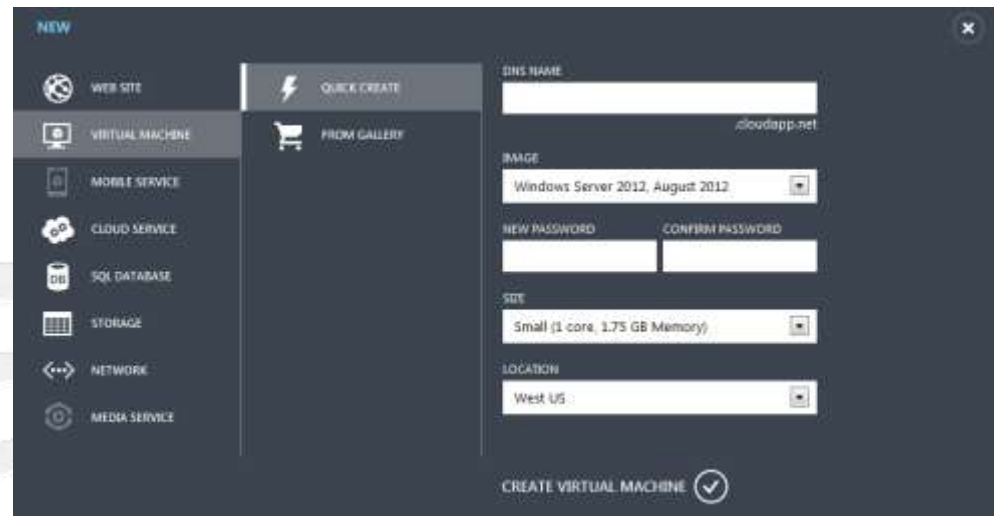 NEW
WEB SITE
VIRTUAL MACHINE
MOBILE SERVICE
CLOUD SERVICE
DB
SQL DATABASE
STORAGE
NETWORK
MEDIA SERVICE
QUICK CREATE
FROM GALLERY
DNS NAME
.cloudapp.net
IMAGE
Windows Server 2012, August 2012
NEW PASSWORD CONFIRM PASSWORD
SIZE
Small (1 core, 1.75 GB Memory)
LOCATION
West US
CREATE VIRTUAL MACHINE